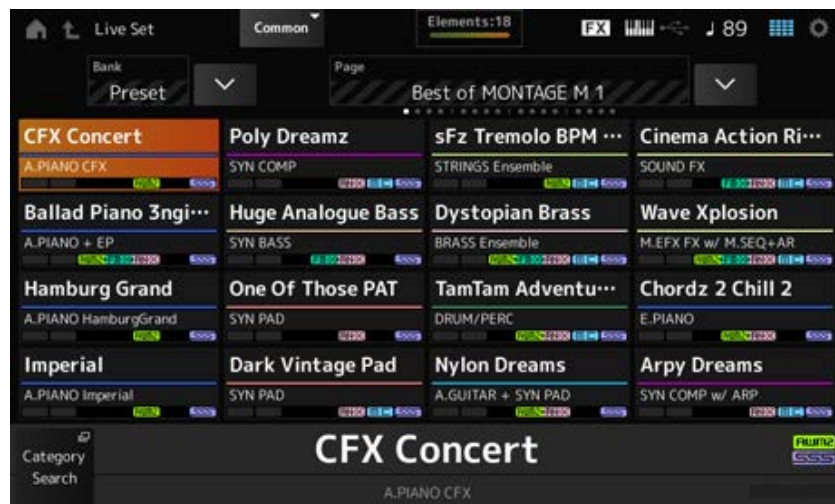 Live Set
Common
Elements:18
FX
♩ 89
Bank
Preset
Page
Best of MONTAGE M 1
CFX Concert
Poly Dreamz
sFz Tremolo BPM ⋯
Cinema Action Ri⋯
A.PIANO CFX
SYN COMP
STRINGS Ensemble
SOUND FX
Ballad Piano 3ngi⋯
Huge Analogue Bass
Dystopian Brass
Wave Xplosion
A.PIANO + EP
SYN BASS
BRASS Ensemble
M.EFX FX w/ M.SEQ+AR
Hamburg Grand
One Of Those PAT
TamTam Adventu⋯
Chordz 2 Chill 2
A.PIANO HamburgGrand
SYN PAD
DRUM/PERC
E.PIANO
Imperial
Dark Vintage Pad
Nylon Dreams
Arpy Dreams
A.PIANO Imperial
SYN PAD
A.GUITAR + SYN PAD
SYN COMP w/ ARP
Category
Search
CFX Concert
AWM2
SSS
A.PIANO CFX